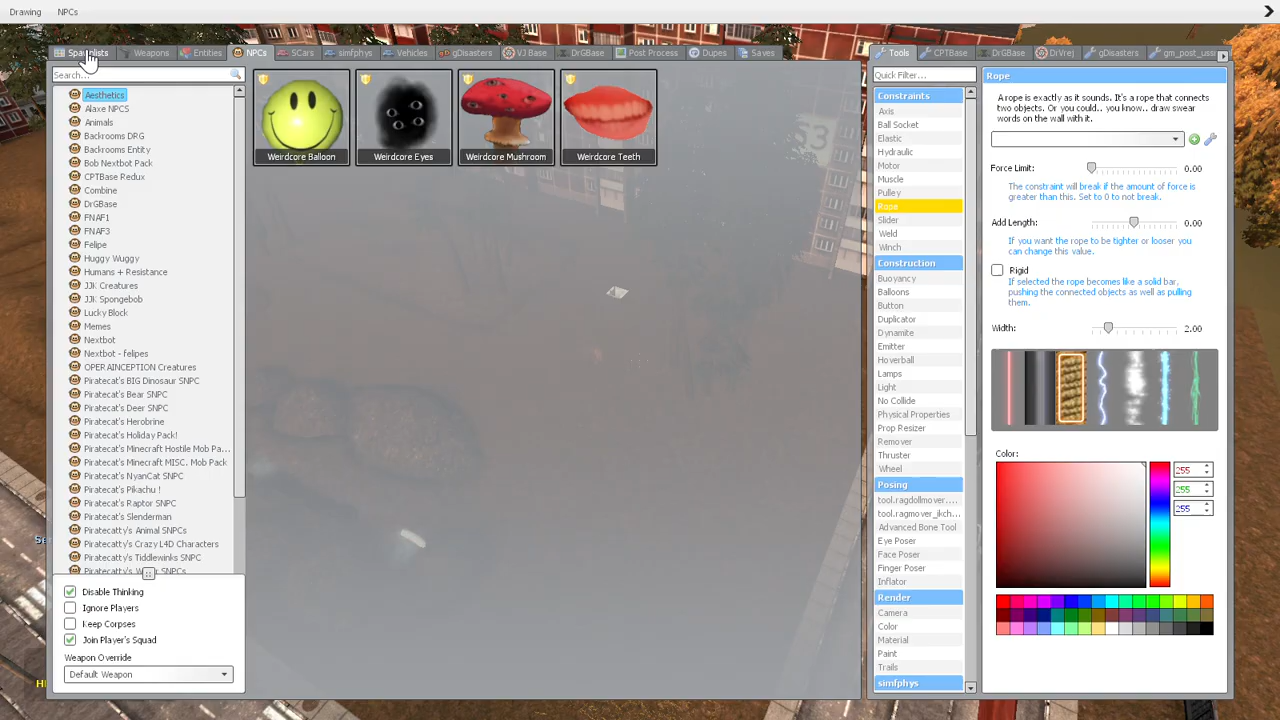 Drawing NPCs
Spawnlists Weapons Entities NPCs SCars simfphys Vehicles gDisasters VJ Base DrGBase Post Process Dupes Saves
Search...
Aesthetics
Alaxe NPCS
Animals
Backrooms DRG
Backrooms Entity
Bob Nextbot Pack
CPTBase Redux
Combine
DrGBase
FNAF1
FNAF3
Felipe
Huggy Wuggy
Humans + Resistance
JJK Creatures
JJK Spongebob
Lucky Block
Memes
Nextbot
Nextbot - felipes
OPERAINCEPTION Creatures
Piratecat's BIG Dinosaur SNPC
Piratecat's Bear SNPC
Piratecat's Deer SNPC
Piratecat's Herobrine
Piratecat's Holiday Pack!
Piratecat's Minecraft Hostile Mob Pa...
Piratecat's Minecraft MISC. Mob Pack
Piratecat's NyanCat SNPC
Piratecat's Pikachu !
Piratecat's Raptor SNPC
Piratecat's Slenderman
Piratecatty's Animal SNPCs
Piratecatty's Crazy L4D Characters
Piratecatty's Tiddlewinks SNPC
Disable Thinking
Ignore Players
Keep Corpses
Join Player's Squad
Weapon Override
Default Weapon
Weirdcore Balloon Weirdcore Eyes Weirdcore Mushroom Weirdcore Teeth
53
Tools CPTBase DrGBase DrVrej gDisasters gm_post_ussr
Quick Filter...
Constraints
Axis
Ball Socket
Elastic
Hydraulic
Motor
Muscle
Pulley
Rope
Slider
Weld
Winch
Construction
Buoyancy
Balloons
Button
Duplicator
Dynamite
Emitter
Hoverball
Lamps
Light
No Collide
Physical Properties
Prop Resizer
Remover
Thruster
Wheel
Posing
tool.ragdollmover....
tool.ragmover_ikch...
Advanced Bone Tool
Eye Poser
Face Poser
Finger Poser
Inflator
Render
Camera
Color
Material
Paint
Trails
simfphys
Rope
A rope is exactly as it sounds. It's a rope that connects
two objects. Or you could.. you know.. draw swear
words on the wall with it.
Force Limit: 0.00
The constraint will break if the amount of force is
greater than this. Set to 0 to not break.
Add Length: 0.00
If you want the rope to be tighter or looser you
can change this value.
Rigid
If selected the rope becomes like a solid bar,
pushing the connected objects as well as pulling
them.
Width: 2.00
Color:
255
255
255